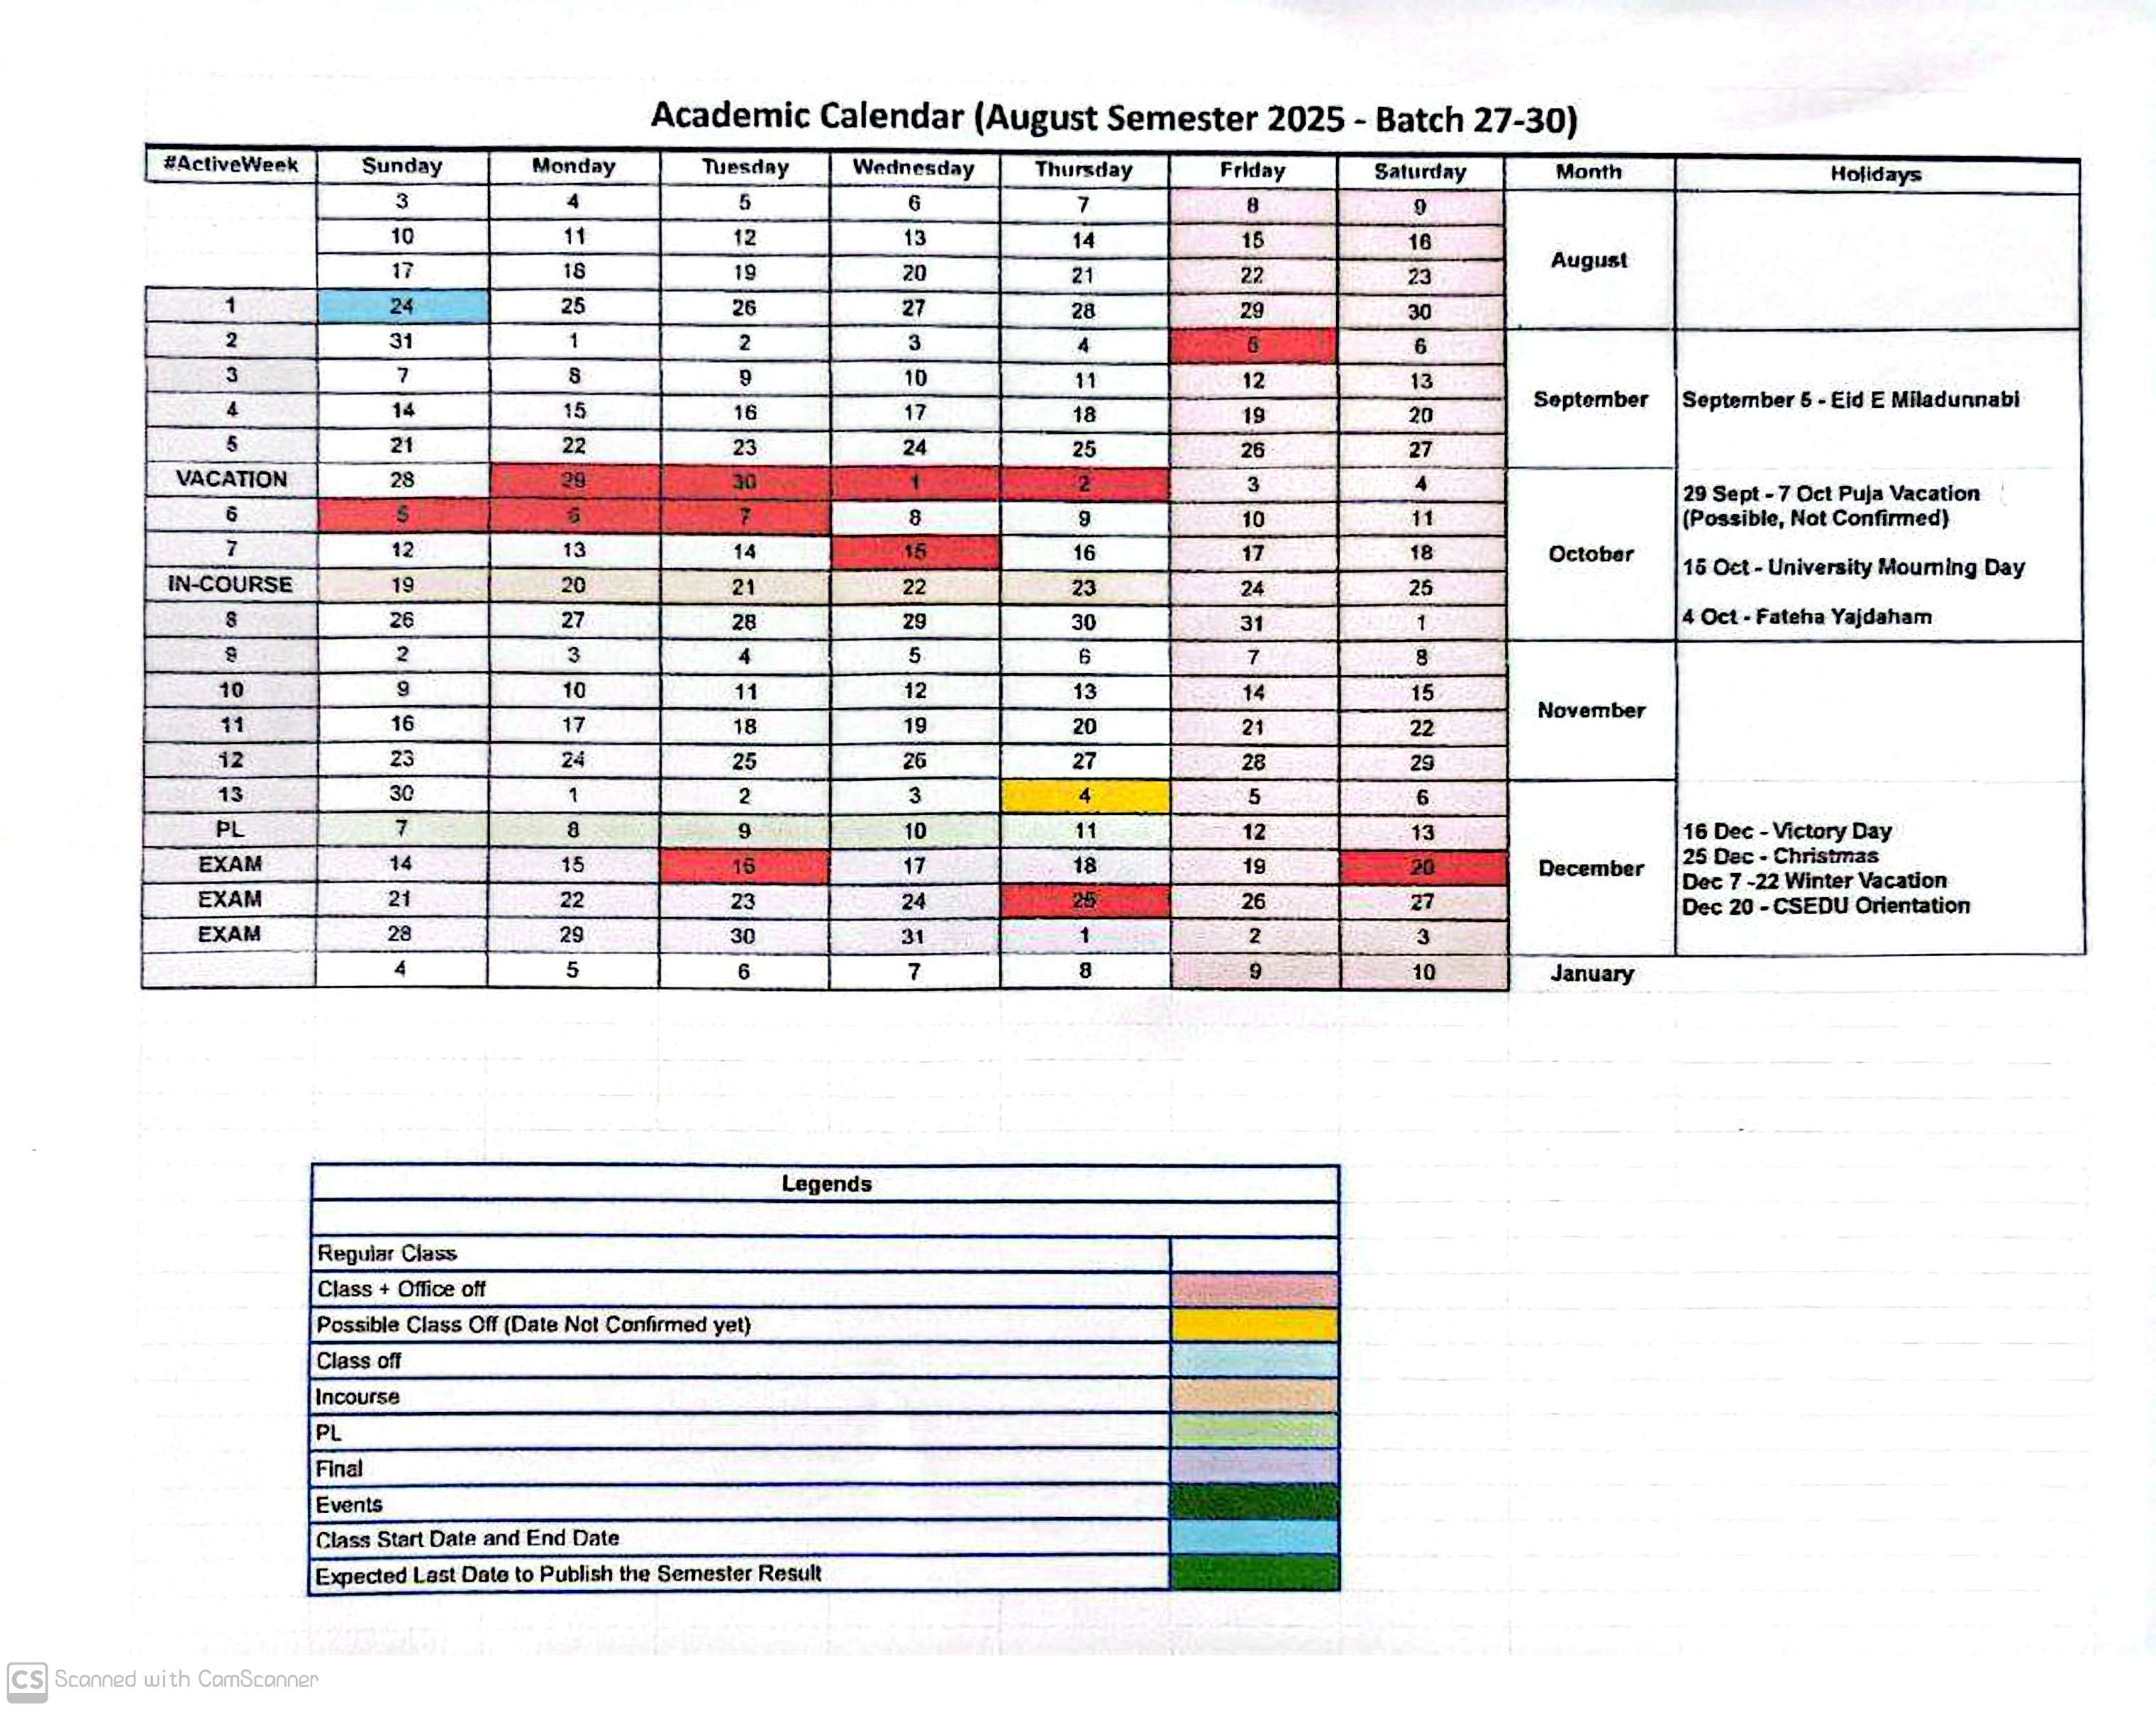 Academic Calendar (August Semester 2025 - Batch 27-30)
#ActiveWeek Sunday Monday Tuesday Wednesday Thursday Friday Saturday Month Holidays
3 4 5 6 7 8 9
10 11 12 13 14 15 16
August
17 18 19 20 21 22 23
1 24 25 26 27 28 29 30
2 31 1 2 3 4 5 6
3 7 8 9 10 11 12 13
September September 5 - Eid E Miladunnabi
4 14 15 16 17 18 19 20
5 21 22 23 24 25 26 27
VACATION 28 29 30 1 2 3 4
29 Sept - 7 Oct Puja Vacation
6 5 6 7 8 9 10 11
(Possible, Not Confirmed)
7 12 13 14 15 16 17 18
October
15 Oct - University Mourning Day
IN-COURSE 19 20 21 22 23 24 25
8 26 27 28 29 30 31 1
4 Oct - Fateha Yajdaham
9 2 3 4 5 6 7 8
10 9 10 11 12 13 14 15
November
11 16 17 18 19 20 21 22
12 23 24 25 26 27 28 29
13 30 1 2 3 4 5 6
PL 7 8 9 10 11 12 13
16 Dec - Victory Day
25 Dec - Christmas
EXAM 14 15 16 17 18 19 20
December
Dec 7 -22 Winter Vacation
EXAM 21 22 23 24 25 26 27
Dec 20 - CSEDU Orientation
EXAM 28 29 30 31 1 2 3
4 5 6 7 8 9 10 January
Legends
Regular Class
Class + Office off
Possible Class Off (Date Not Confirmed yet)
Class off
Incourse
PL
Final
Events
Class Start Date and End Date
Expected Last Date to Publish the Semester Result
CS Scanned with CamScanner